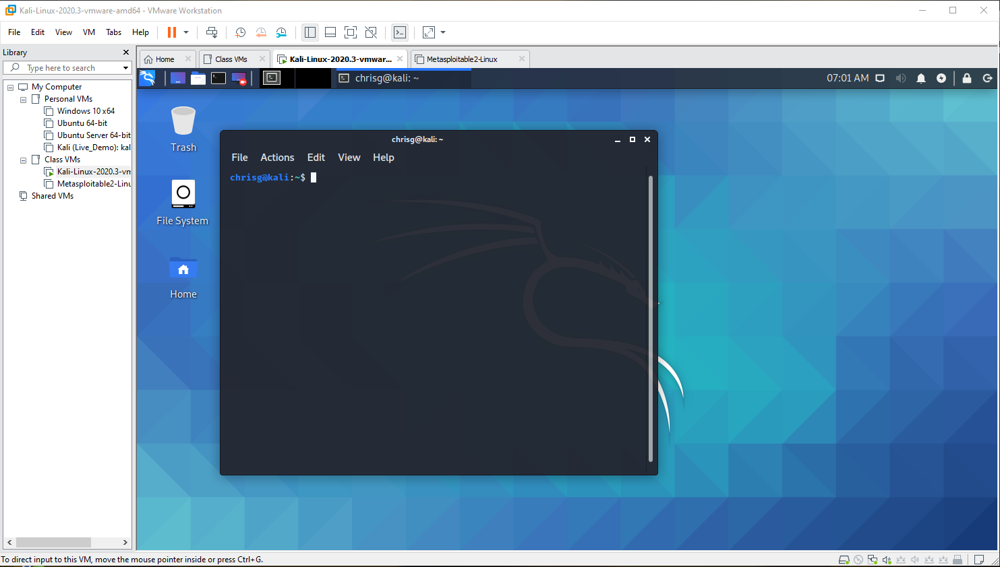 Kali-Linux-2020.3-vmware-amd64 - VMware Workstation
File Edit View VM Tabs Help
Library
Type here to search
My Computer
Personal VMs
Windows 10 x64
Ubuntu 64-bit
Ubuntu Server 64-bit
Kali (Live_Demo): kal
Class VMs
Kali-Linux-2020.3-vm
Metasploitable2-Linu
Shared VMs
Home
Class VMs
Kali-Linux-2020.3-vmwar...
Metasploitable2-Linux
chrisg@kali: ~
07:01 AM
Trash
File System
Home
chrisg@kali: ~
File Actions Edit View Help
chrisg@kali:~$
To direct input to this VM, move the mouse pointer inside or press Ctrl+G.